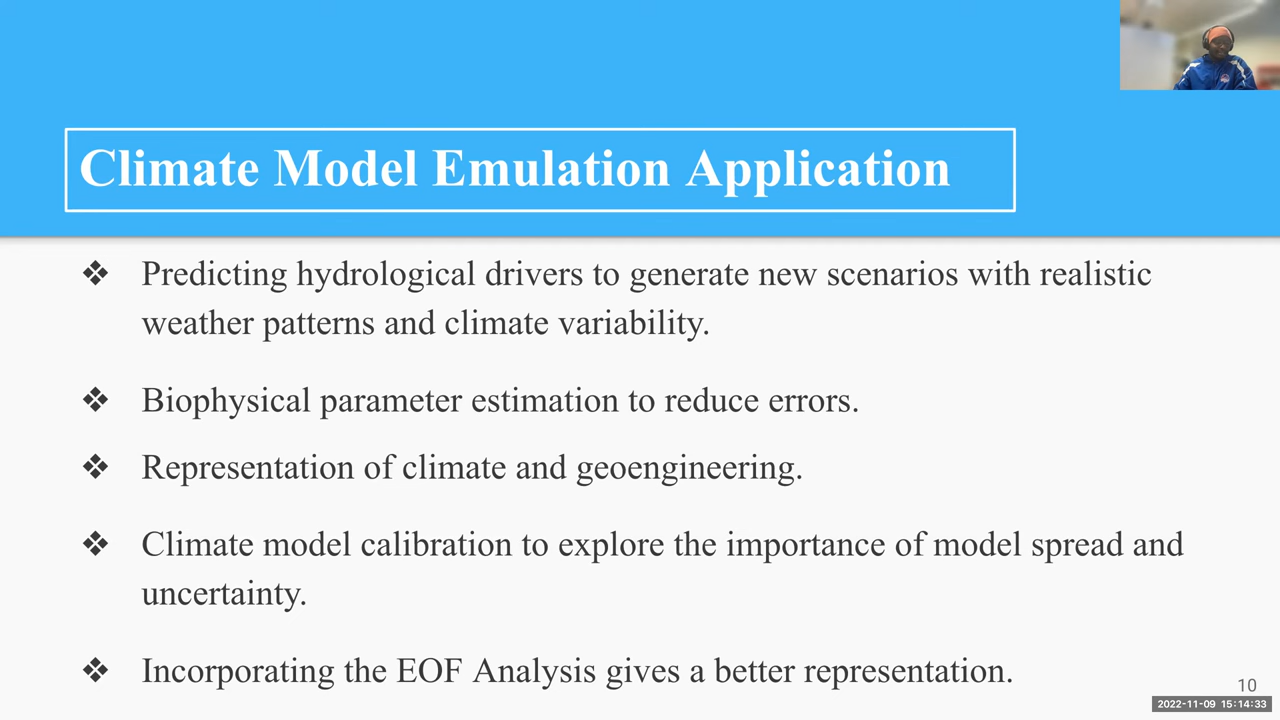 Climate Model Emulation Application
❖ Predicting hydrological drivers to generate new scenarios with realistic
weather patterns and climate variability.
❖ Biophysical parameter estimation to reduce errors.
❖ Representation of climate and geoengineering.
❖ Climate model calibration to explore the importance of model spread and
uncertainty.
❖ Incorporating the EOF Analysis gives a better representation.
10
2022-11-09 15:14:33